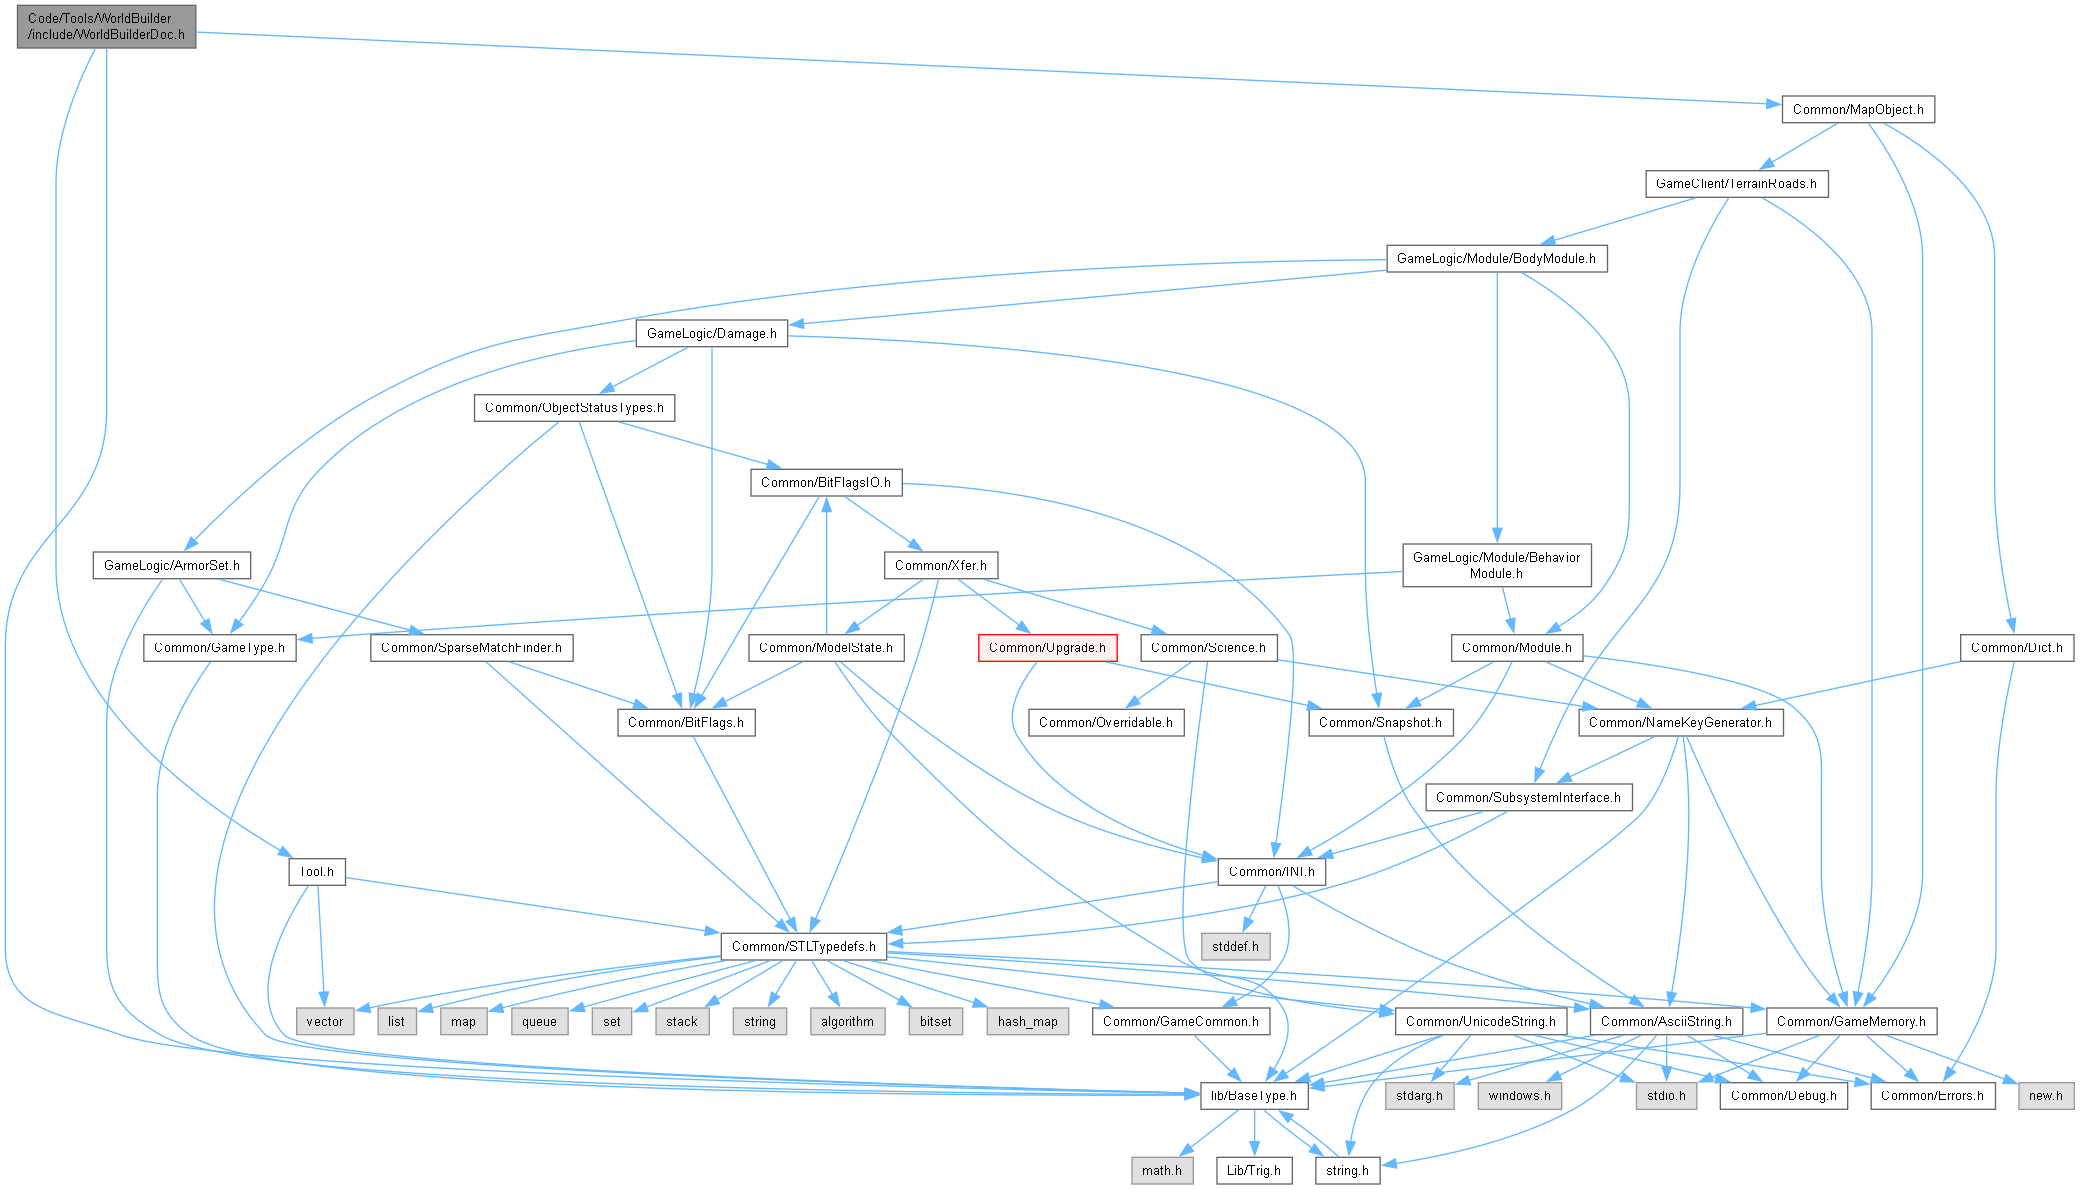 Code/Tools/WorldBuilder
/include/WorldBuilderDoc.h
Common/MapObject.h
GameClient/TerrainRoads.h
GameLogic/Module/BodyModule.h
GameLogic/Damage.h
Common/ObjectStatusTypes.h
Common/BitFlagsIO.h
GameLogic/ArmorSet.h
Common/Xfer.h
GameLogic/Module/Behavior
Module.h
Common/GameType.h
Common/SparseMatchFinder.h
Common/ModelState.h
Common/Upgrade.h
Common/Science.h
Common/Module.h
Common/Dict.h
Common/BitFlags.h
Common/Overridable.h
Common/Snapshot.h
Common/NameKeyGenerator.h
Common/SubsystemInterface.h
Tool.h
Common/INI.h
Common/STLTypedefs.h
stddef.h
vector
list
map
queue
set
stack
string
algorithm
bitset
hash_map
Common/GameCommon.h
Common/UnicodeString.h
Common/AsciiString.h
Common/GameMemory.h
lib/BaseType.h
stdarg.h
windows.h
stdio.h
Common/Debug.h
Common/Errors.h
new.h
math.h
Lib/Trig.h
string.h